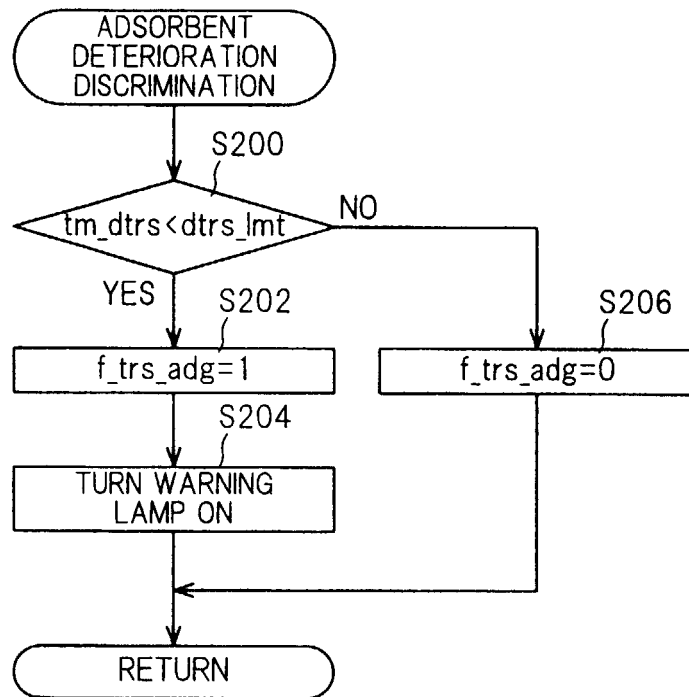 ADSORBENT
DETERIORATION
DISCRIMINATION
S200
tm_dtrs<dtrs_lmt
NO
YES
S202
S206
f_trs_adg=1
f_trs_adg=0
S204
TURN WARNING
LAMP ON
RETURN